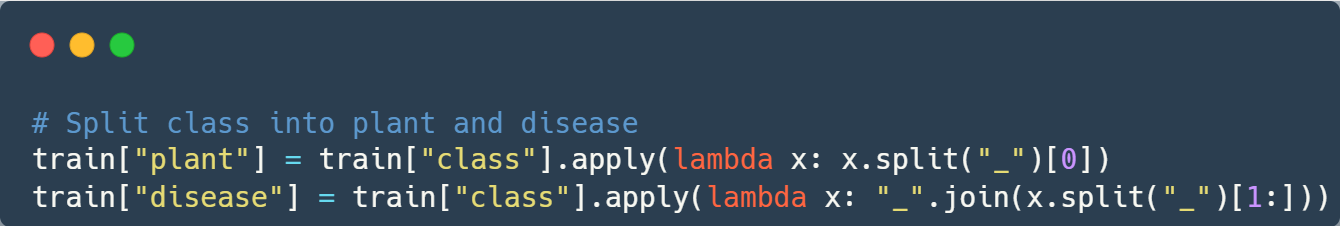 # Split class into plant and disease
train["plant"] = train["class"].apply(lambda x: x.split("_")[0])
train["disease"] = train["class"].apply(lambda x: "_".join(x.split("_")[1:]))